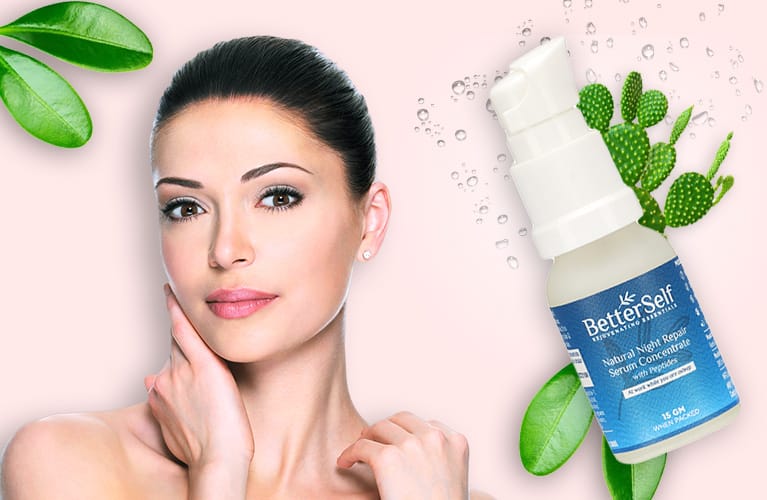 BetterSelf
REJUVENATING ESSENTIALS
Natural Night Repair
Serum Concentrate
with Peptides
At work while you are asleep
15 GM
WHEN PACKED